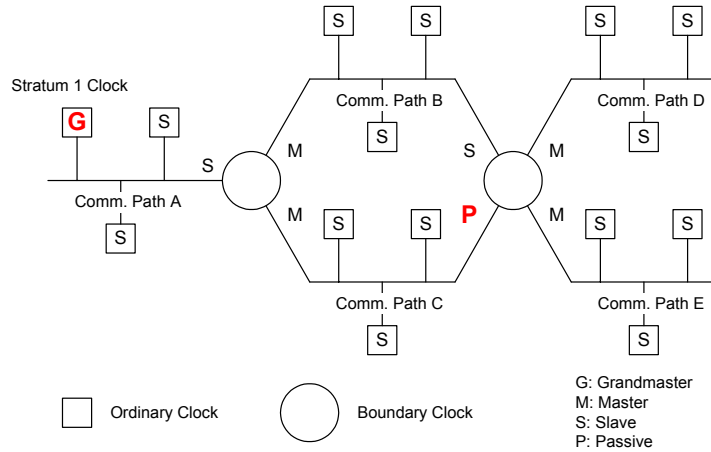 S S S S
Stratum 1 Clock
G S
Comm. Path B Comm. Path D
S S
M S M
S
Comm. Path A
S
M P M
S S S S
Comm. Path C Comm. Path E
S S
Ordinary Clock
Boundary Clock
G: Grandmaster
M: Master
S: Slave
P: Passive